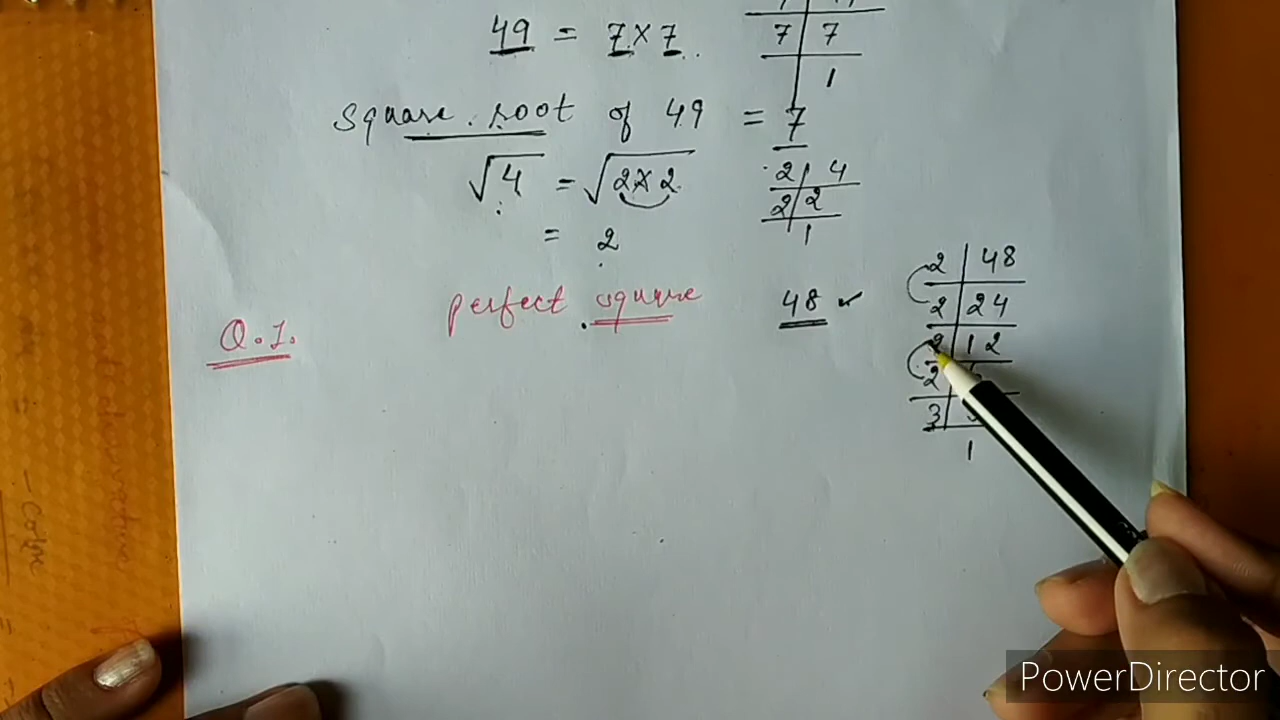 49 = 7 x 7
7 | 7
1
square root of 49 = 7
√4 = √2 x 2
= 2
2 | 4
2 | 2
1
perfect square
48 ✓
Q.1.
2 | 48
2 | 24
2 | 12
2
3
1
PowerDirector